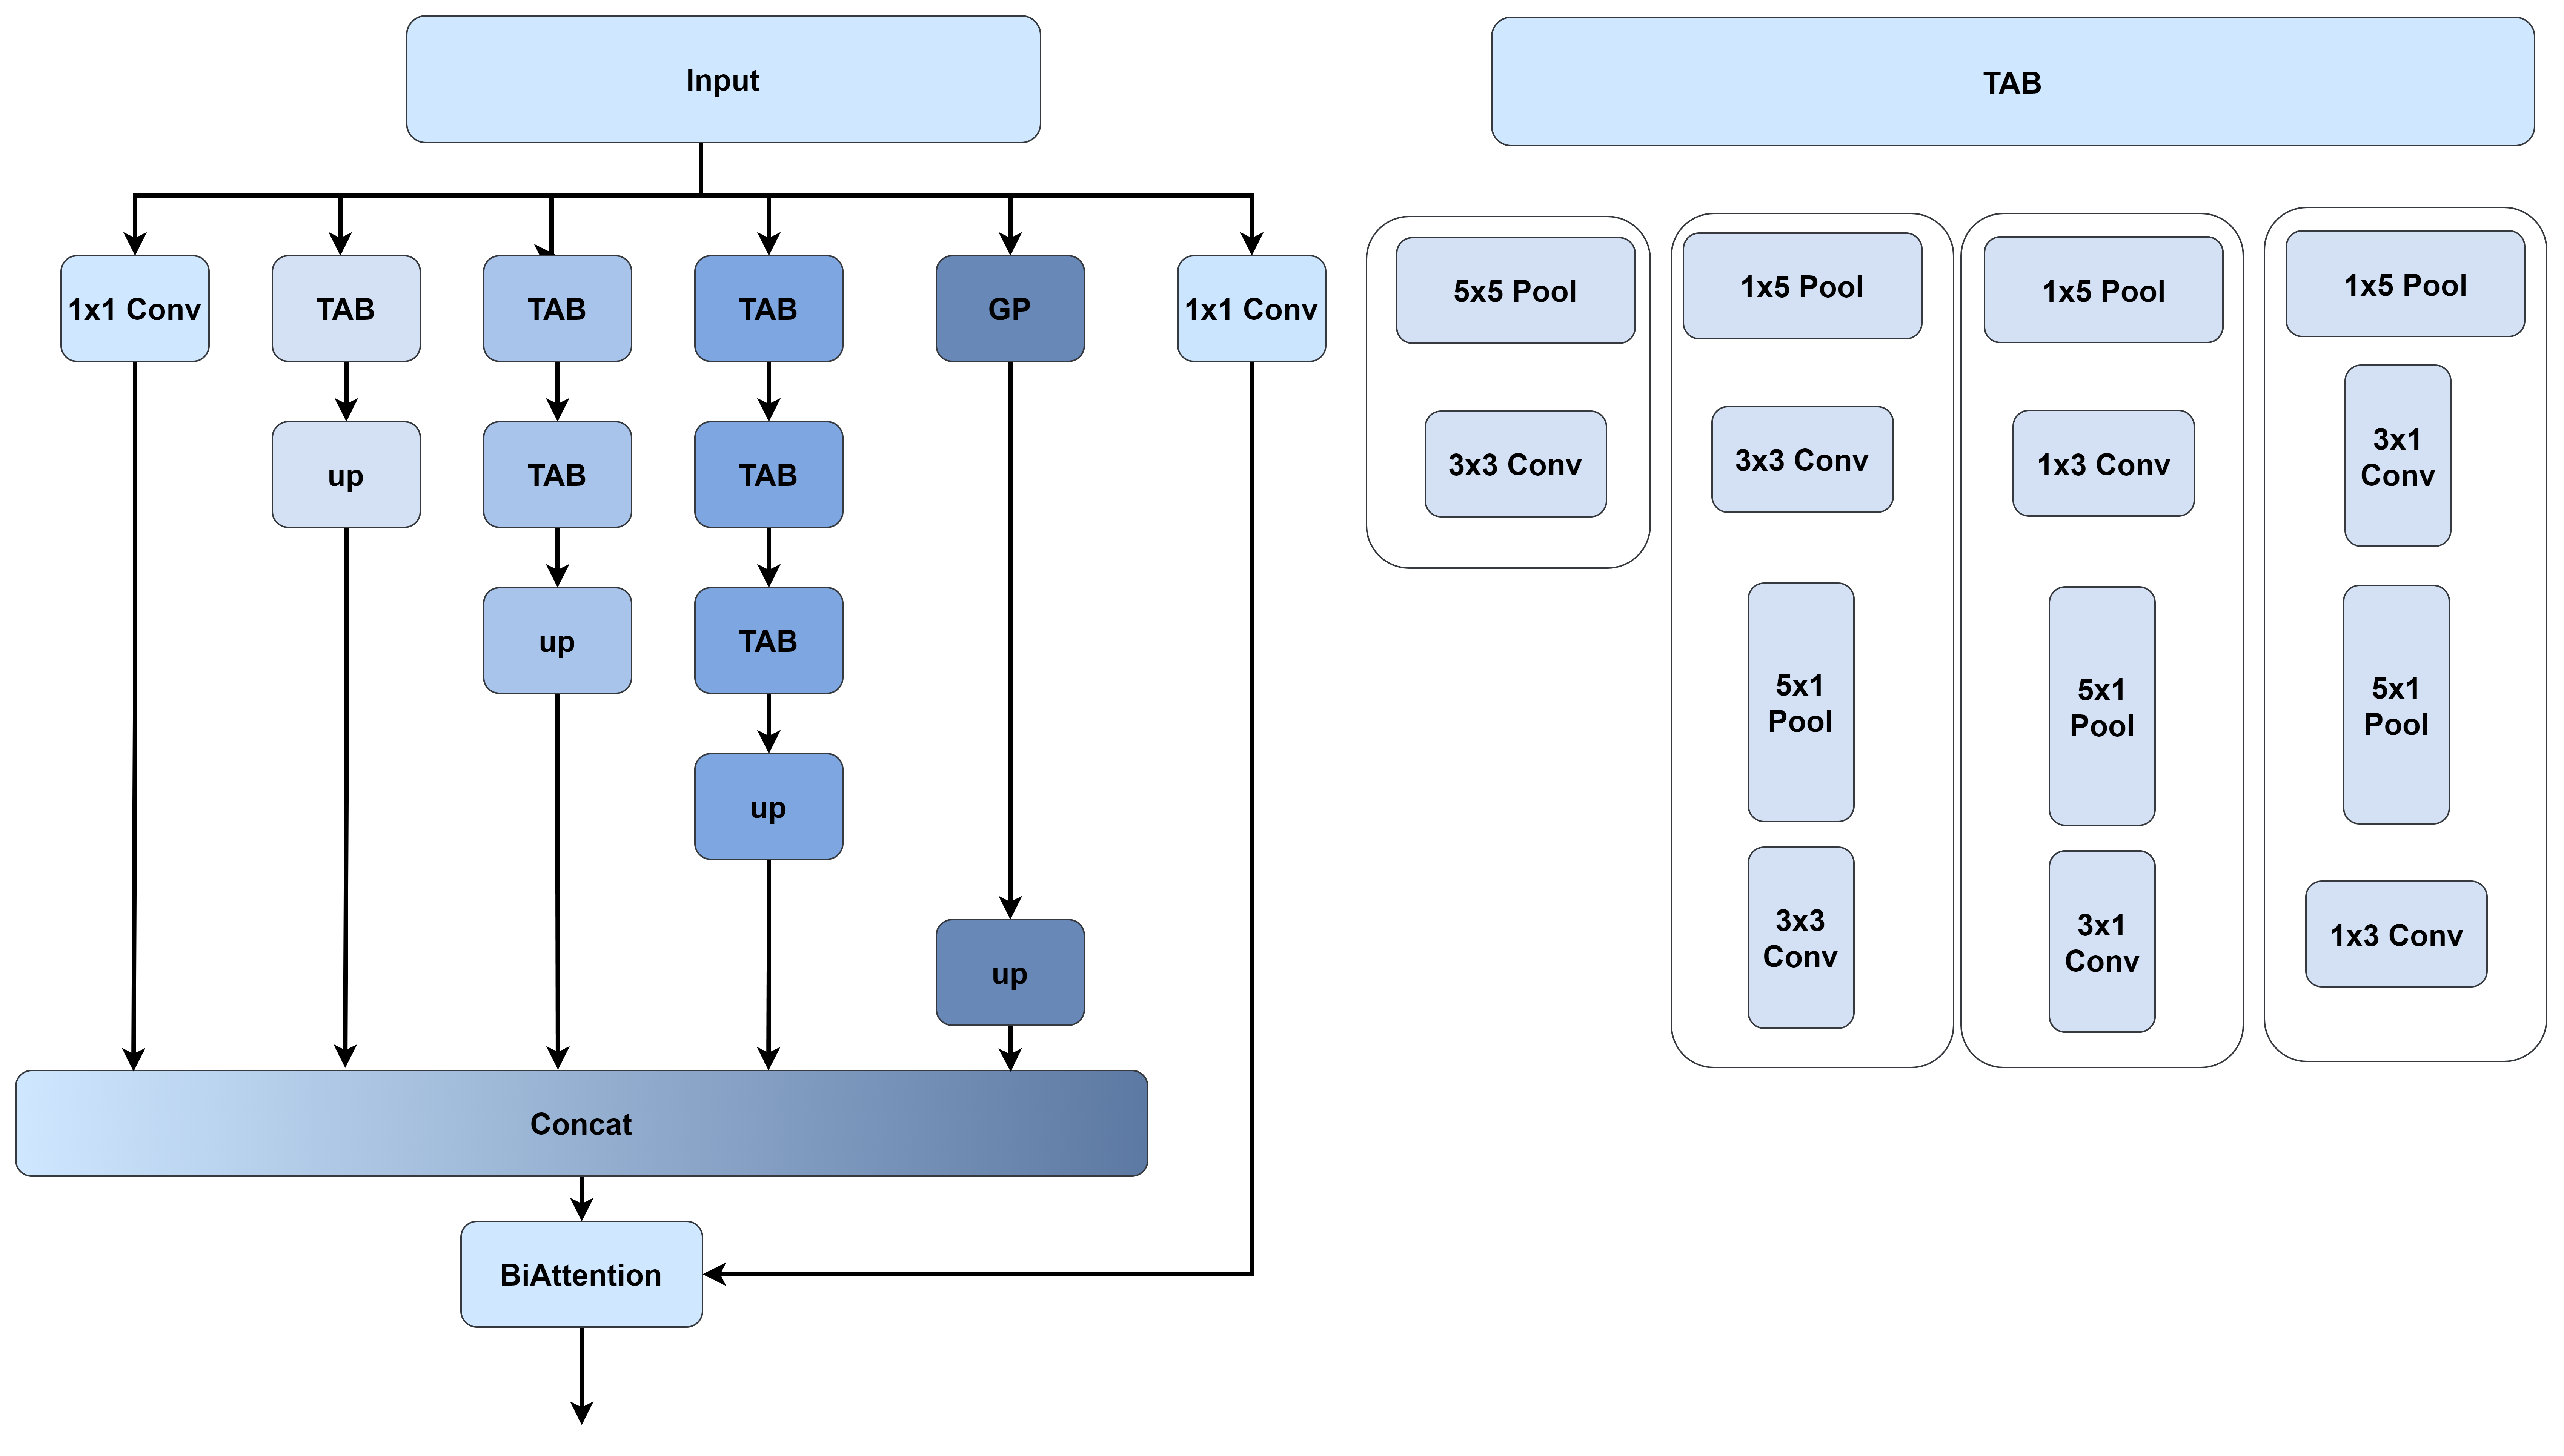 Input
TAB
1x1 Conv
TAB
TAB
TAB
GP
1x1 Conv
up
TAB
TAB
up
TAB
up
up
Concat
BiAttention
5x5 Pool
3x3 Conv
1x5 Pool
3x3 Conv
5x1
Pool
3x3
Conv
1x5 Pool
1x3 Conv
5x1
Pool
3x1
Conv
1x5 Pool
3x1
Conv
5x1
Pool
1x3 Conv